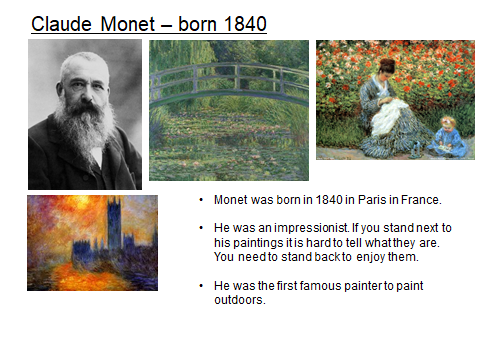 Claude Monet – born 1840
• Monet was born in 1840 in Paris in France.
• He was an impressionist. If you stand next to
his paintings it is hard to tell what they are.
You need to stand back to enjoy them.
• He was the first famous painter to paint
outdoors.